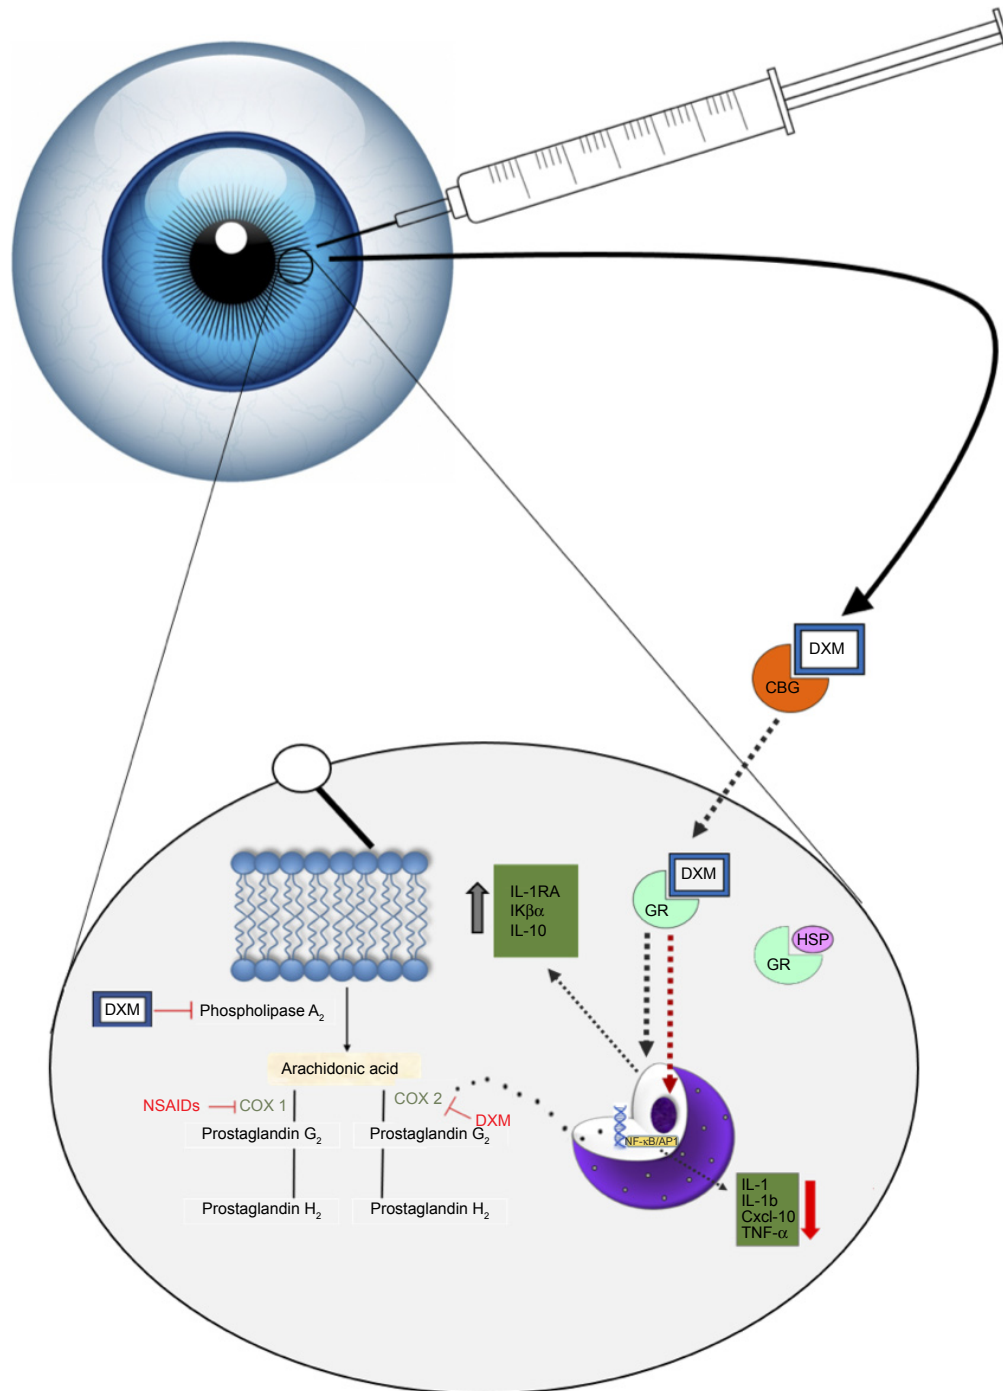 DXM
CBG
DXM
GR
HSP
GR
IL-1RA
IKβα
IL-10
DXM
Phospholipase A₂
Arachidonic acid
NSAIDs
COX 1
COX 2
DXM
Prostaglandin G₂
Prostaglandin G₂
Prostaglandin H₂
Prostaglandin H₂
NF-κB/AP1
IL-1
IL-1b
Cxcl-10
TNF-α